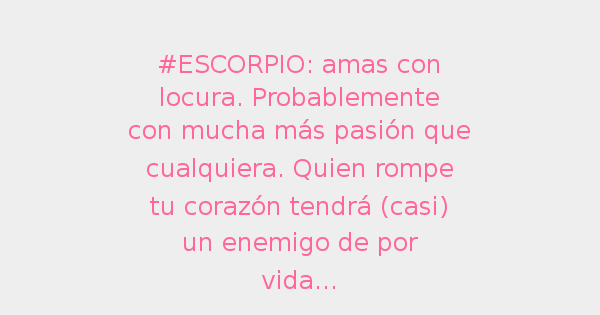 #ESCORPIO: amas con
locura. Probablemente
con mucha más pasión que
cualquiera. Quien rompe
tu corazón tendrá (casi)
un enemigo de por
vida...